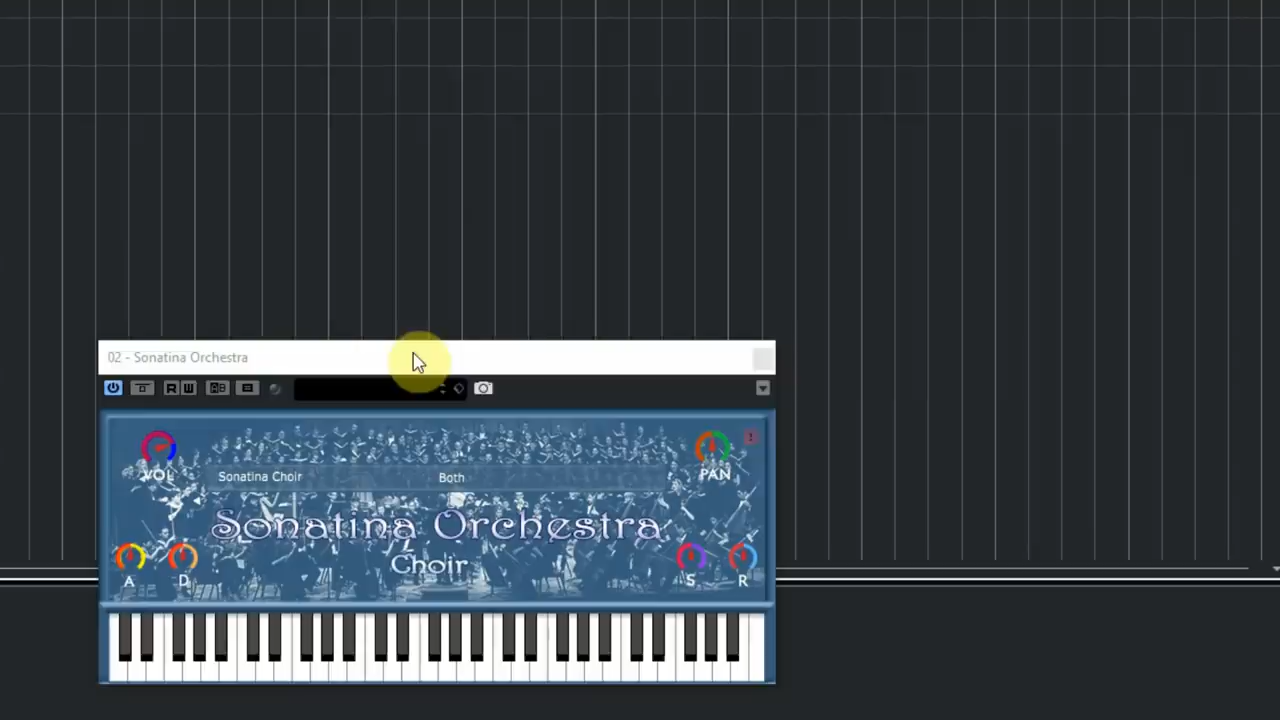 02 - Sonatina Orchestra
R W
VOL
PAN
Sonatina Choir Both
Sonatina Orchestra
Choir
A D S R